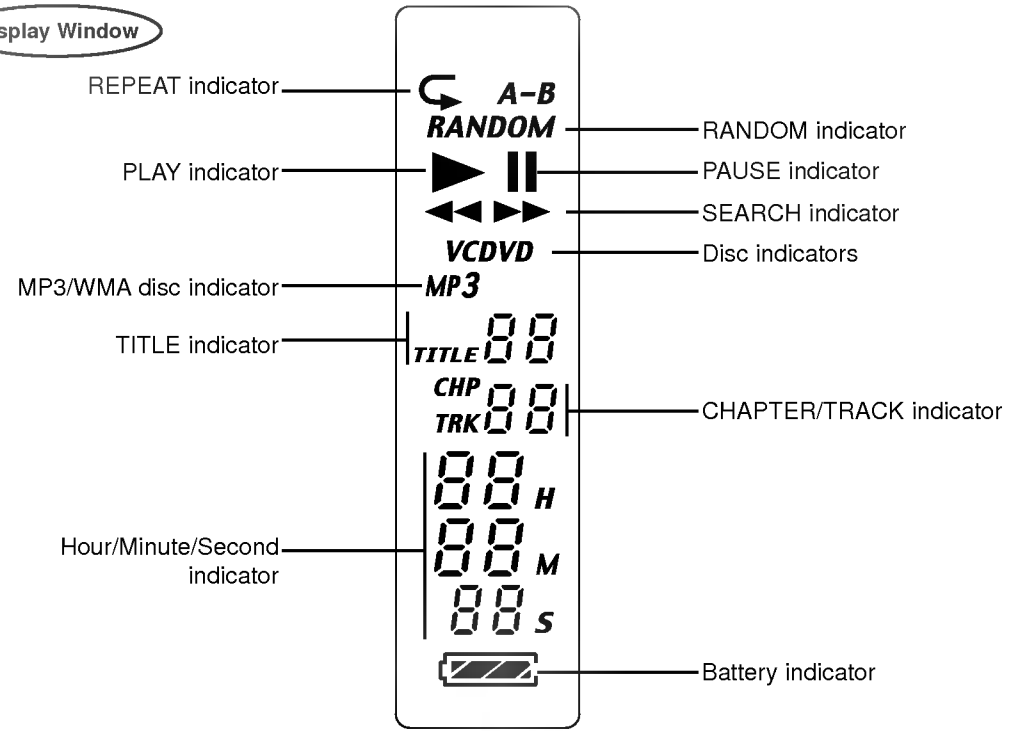 splay Window
REPEAT indicator
A-B
RANDOM
RANDOM indicator
PLAY indicator
PAUSE indicator
SEARCH indicator
VCDVD
Disc indicators
MP3/WMA disc indicator
MP3
TITLE indicator
TITLE 88
CHP
TRK 88
CHAPTER/TRACK indicator
88 H
Hour/Minute/Second
indicator
88 M
88 S
Battery indicator